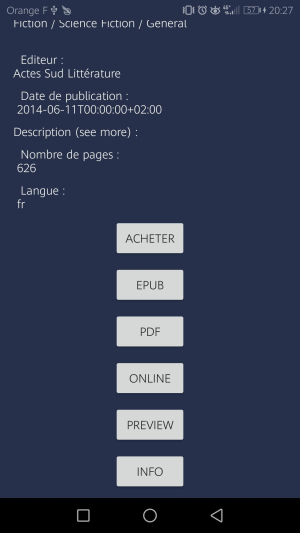 Orange F 57 20:27
Fiction / Science Fiction / General
Editeur :
Actes Sud Littérature
Date de publication :
2014-06-11T00:00:00+02:00
Description (see more) :
Nombre de pages :
626
Langue :
fr
ACHETER
EPUB
PDF
ONLINE
PREVIEW
INFO